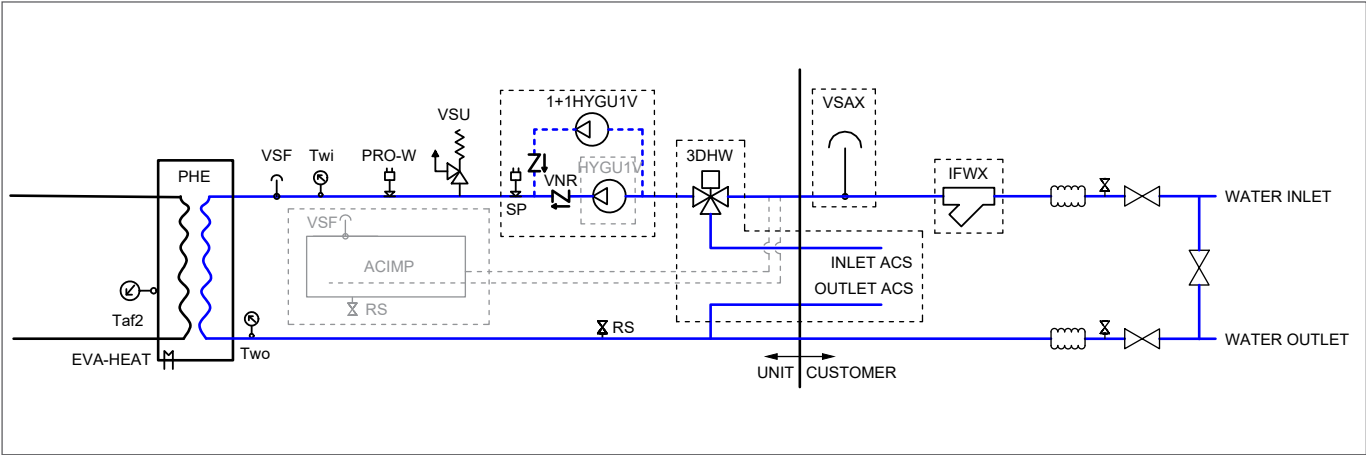 1+1HYGU1V
VSAX
VSU
VSF
Twi
PRO-W
3DHW
PHE
HYGU1V
IFWX
VNR
SP
WATER INLET
VSF
ACIMP
INLET ACS
OUTLET ACS
RS
Taf2
RS
EVA-HEAT
Two
WATER OUTLET
UNIT
CUSTOMER